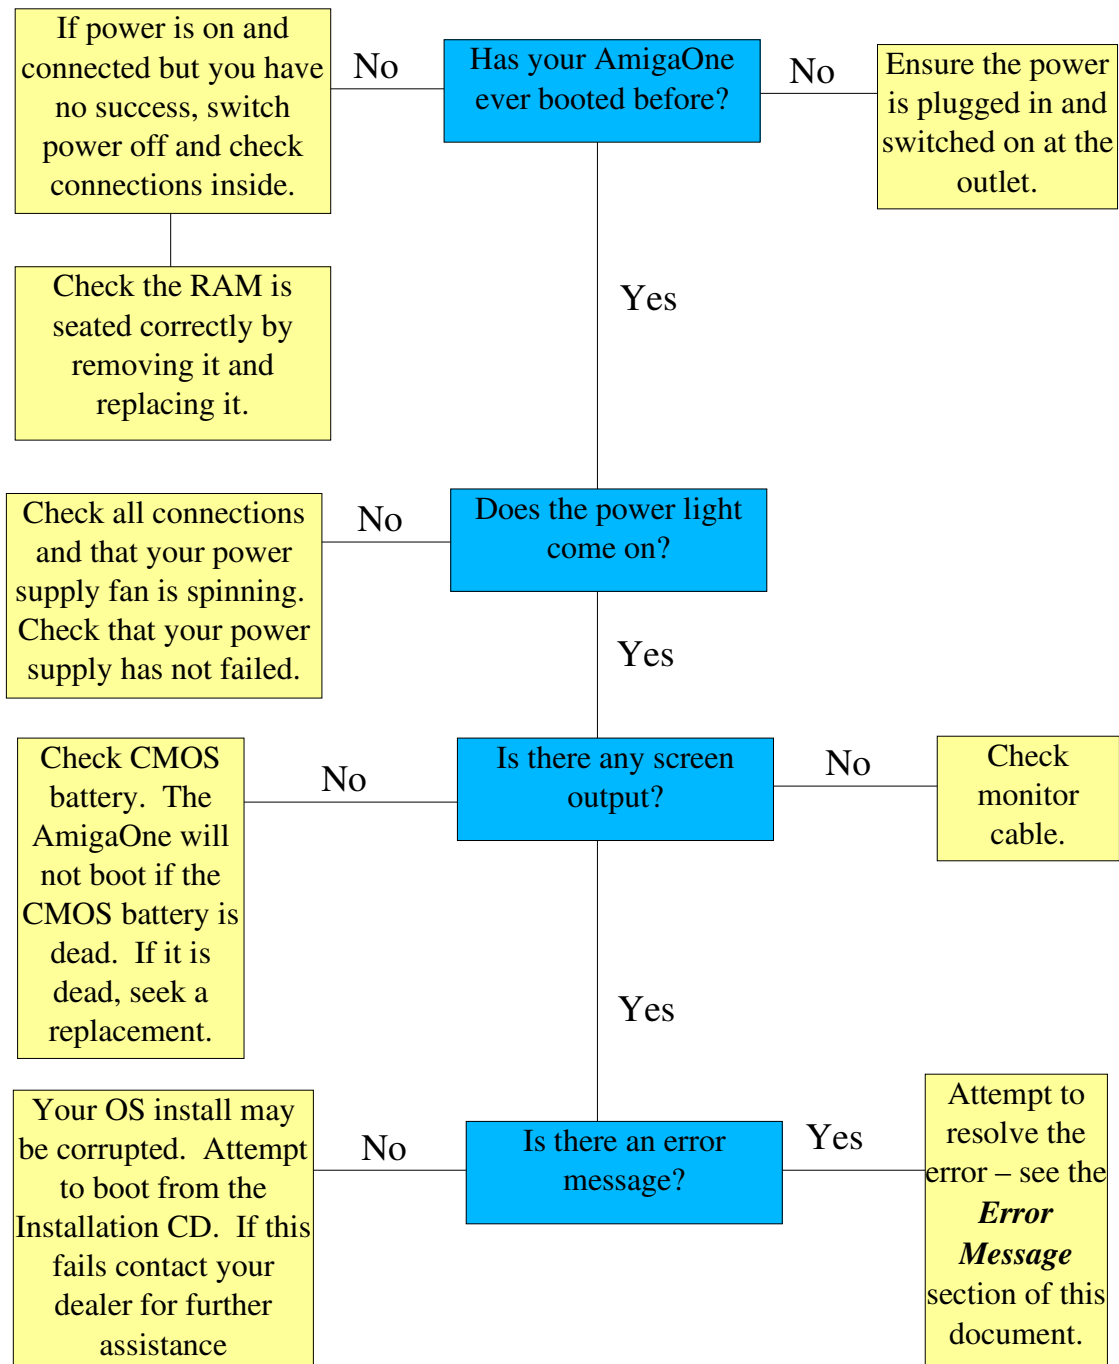 If power is on and
connected but you have
no success, switch
power off and check
connections inside.
No
Has your AmigaOne
ever booted before?
No
Ensure the power
is plugged in and
switched on at the
outlet.
Check the RAM is
seated correctly by
removing it and
replacing it.
Yes
Check all connections
and that your power
supply fan is spinning.
Check that your power
supply has not failed.
No
Does the power light
come on?
Yes
Check CMOS
battery. The
AmigaOne will
not boot if the
CMOS battery is
dead. If it is
dead, seek a
replacement.
No
Is there any screen
output?
No
Check
monitor
cable.
Yes
Your OS install may
be corrupted. Attempt
to boot from the
Installation CD. If this
fails contact your
dealer for further
assistance
No
Is there an error
message?
Yes
Attempt to
resolve the
error – see the
Error
Message
section of this
document.